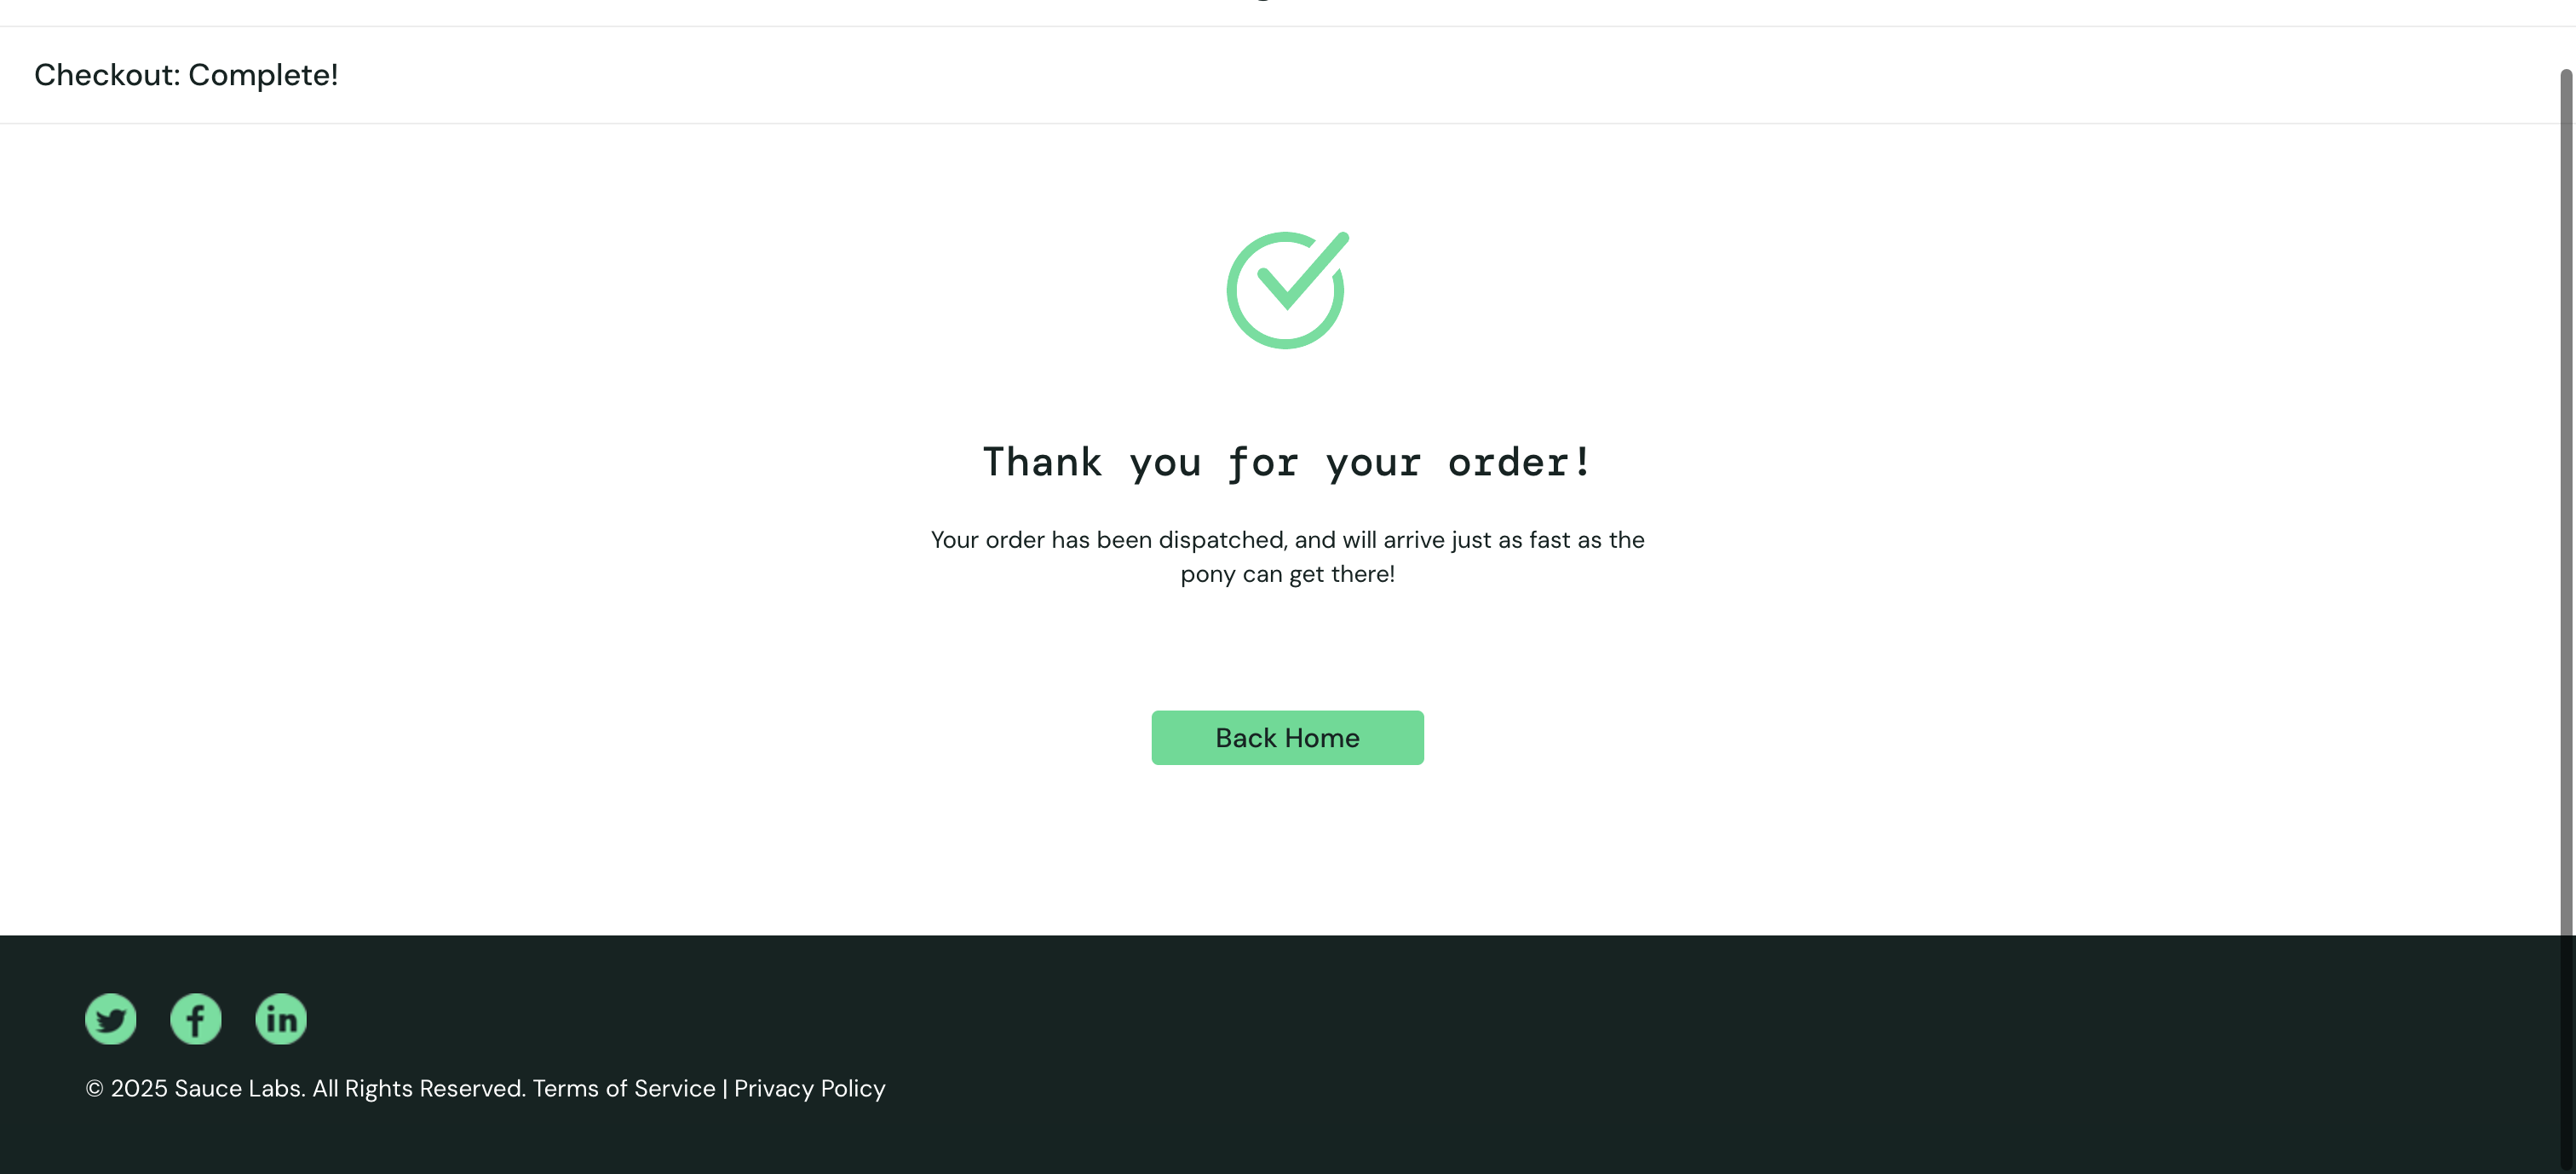 Checkout: Complete!
Thank you for your order!
Your order has been dispatched, and will arrive just as fast as the
pony can get there!
Back Home
© 2025 Sauce Labs. All Rights Reserved. Terms of Service | Privacy Policy